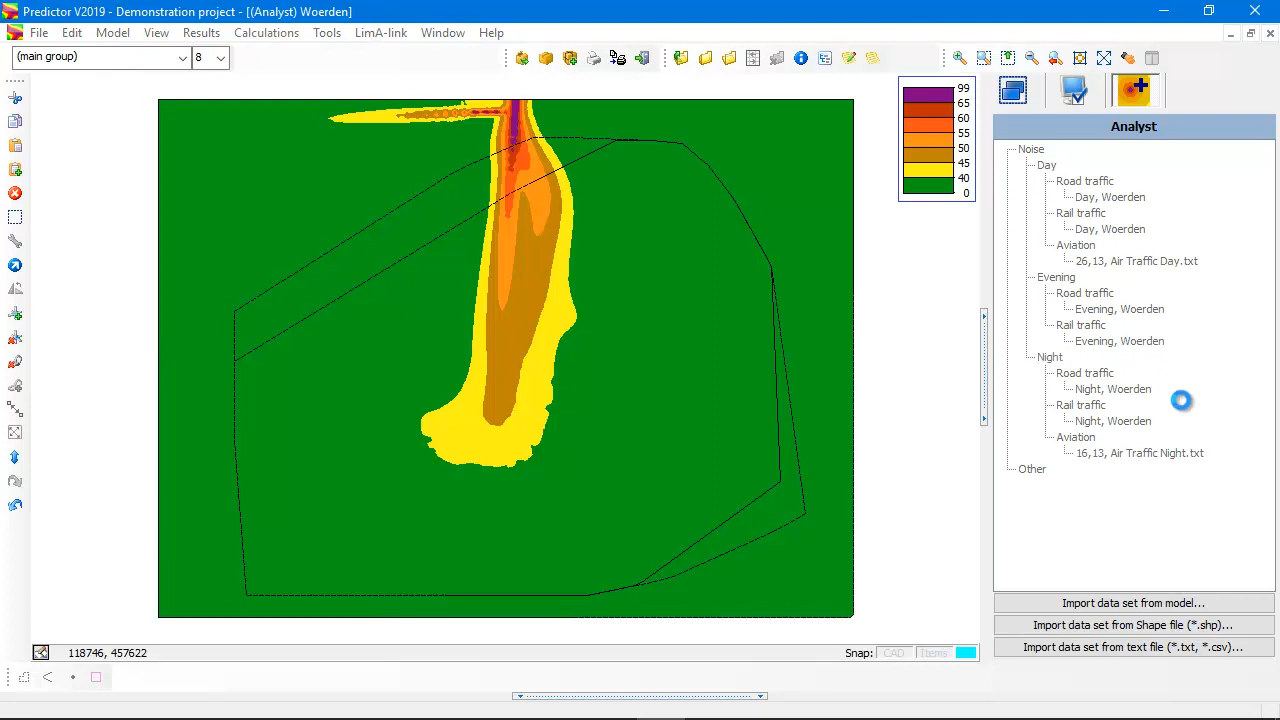 Predictor V2019 - Demonstration project - [(Analyst) Woerden]
File Edit Model View Results Calculations Tools LimA-link Window Help
(main group) 8
99
65
60
55
50
45
40
0
Analyst
Noise
Day
Road traffic
Day, Woerden
Rail traffic
Day, Woerden
Aviation
26,13, Air Traffic Day.txt
Evening
Road traffic
Evening, Woerden
Rail traffic
Evening, Woerden
Night
Road traffic
Night, Woerden
Rail traffic
Night, Woerden
Aviation
16,13, Air Traffic Night.txt
Other
Import data set from model...
Import data set from Shape file (*.shp)...
Import data set from text file (*.txt, *.csv)...
118746, 457622 Snap: CAD Items